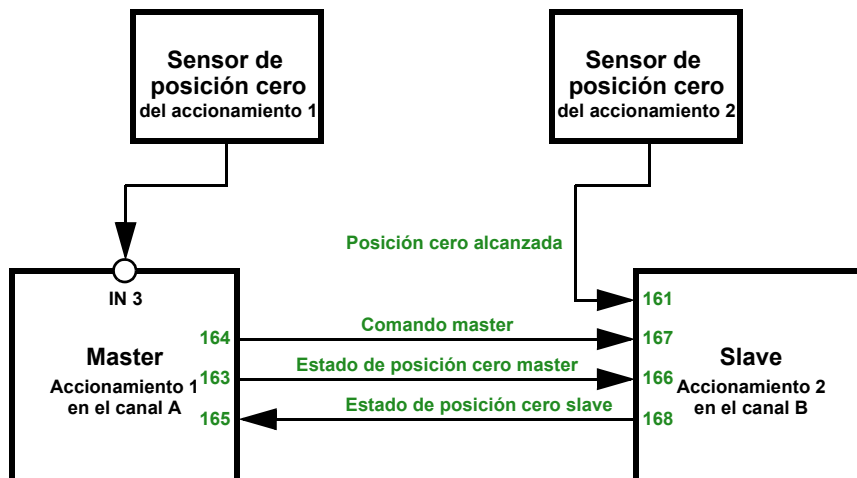 Sensor de
posición cero
del accionamiento 1
Sensor de
posición cero
del accionamiento 2
Posición cero alcanzada
IN 3
161
164
Comando master
167
Master
Slave
163
Estado de posición cero master
166
Accionamiento 1
en el canal A
Accionamiento 2
en el canal B
165
Estado de posición cero slave
168